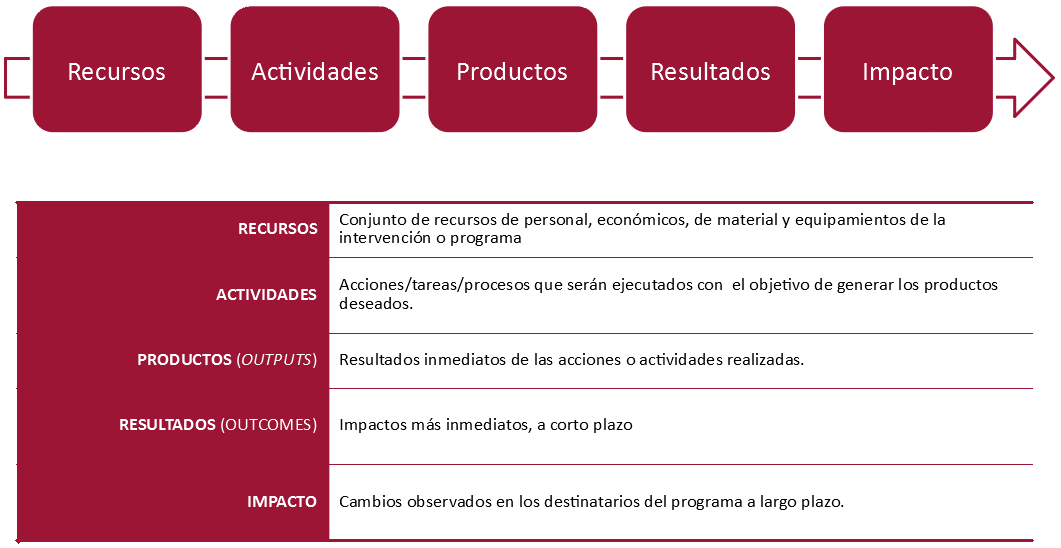 Recursos
Actividades
Productos
Resultados
Impacto
RECURSOS
Conjunto de recursos de personal, económicos, de material y equipamientos de la
intervención o programa
ACTIVIDADES
Acciones/tareas/procesos que serán ejecutados con  el objetivo de generar los productos
deseados.
PRODUCTOS (OUTPUTS)
Resultados inmediatos de las acciones o actividades realizadas.
RESULTADOS (OUTCOMES)
Impactos más inmediatos, a corto plazo
IMPACTO
Cambios observados en los destinatarios del programa a largo plazo.